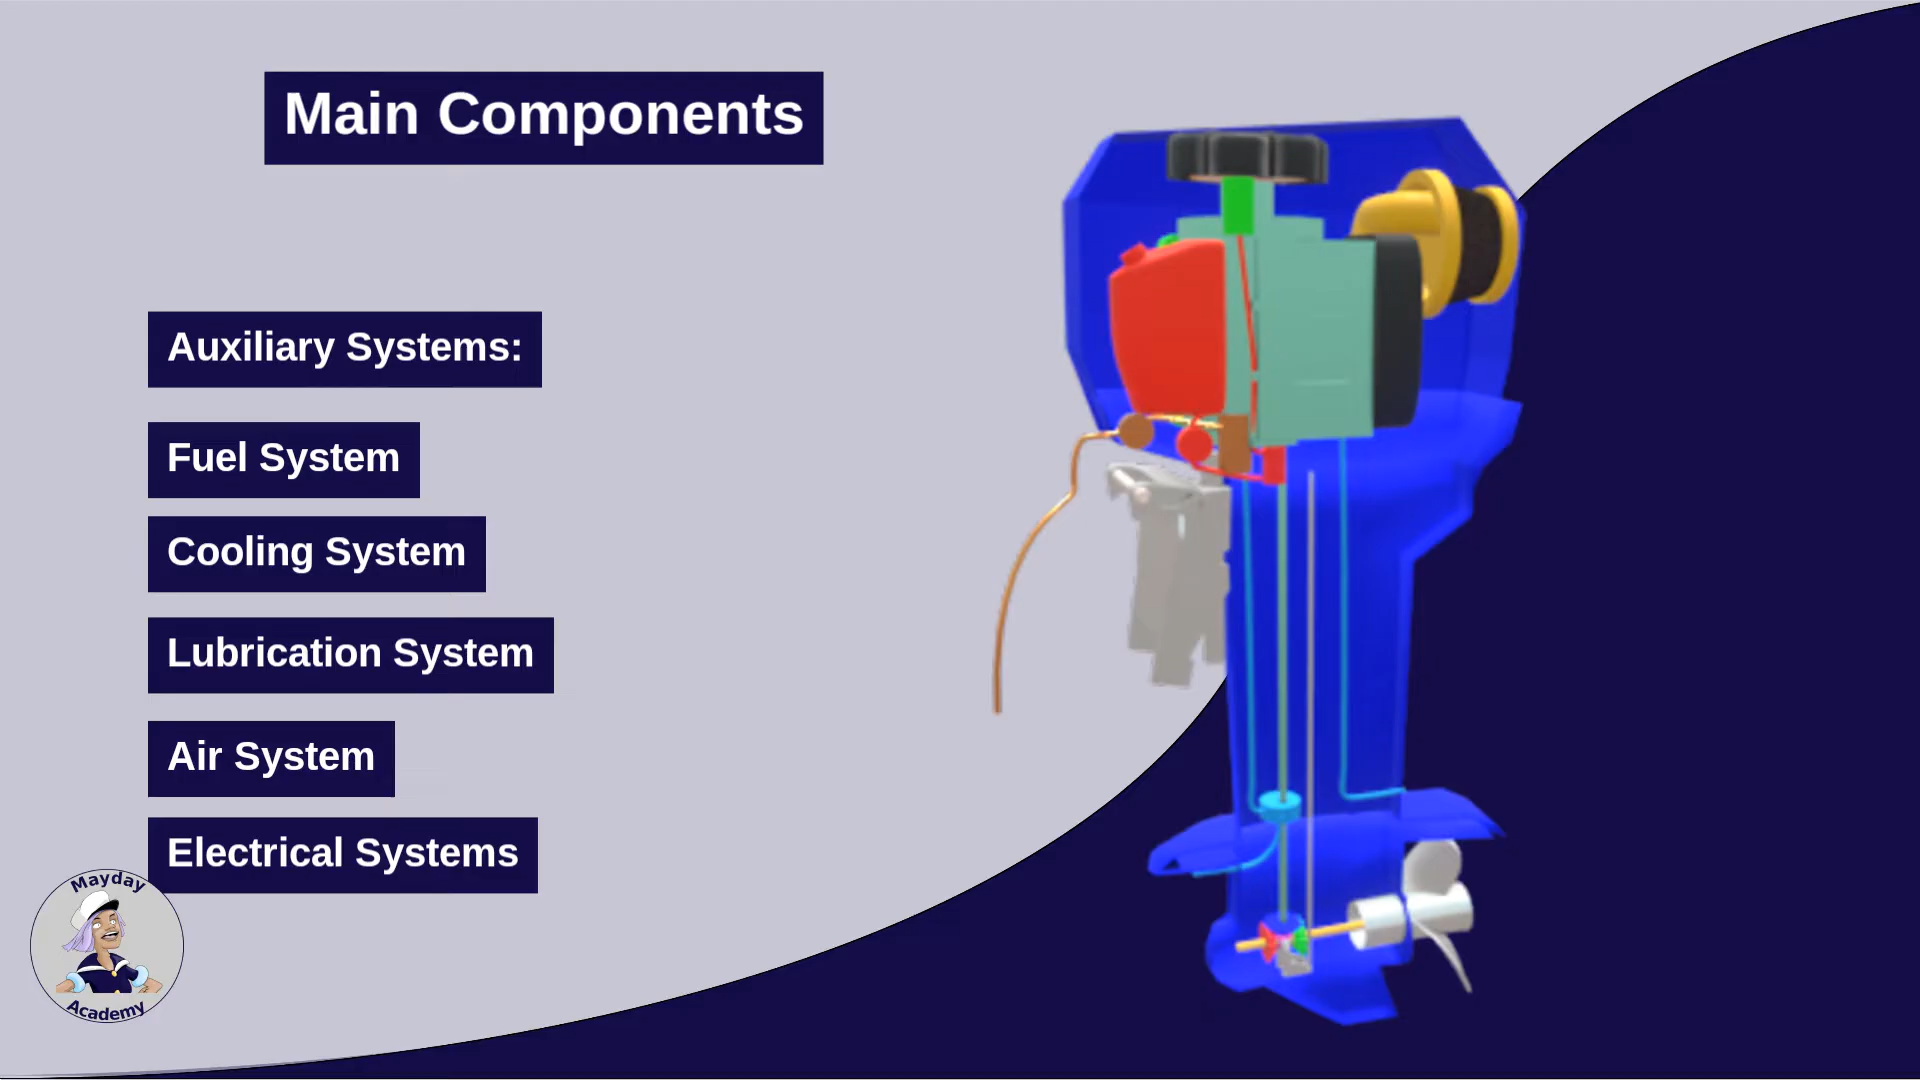 Main Components
Auxiliary Systems:
Fuel System
Cooling System
Lubrication System
Air System
Electrical Systems
Mayday
Academy